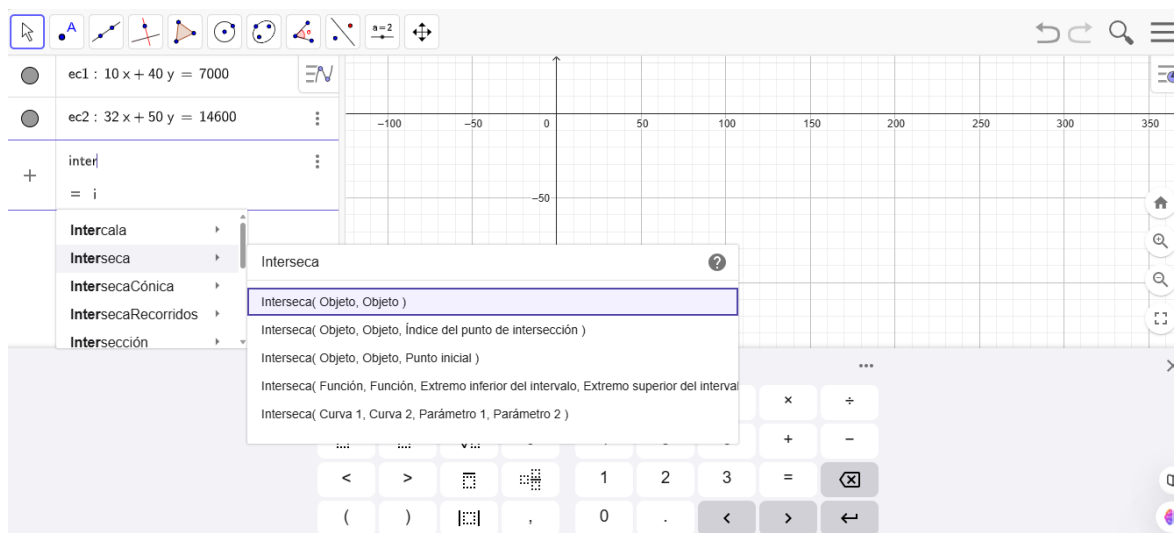 A
a=2
ec1 : 10 x + 40 y = 7000
ec2 : 32 x + 50 y = 14600
inter
= i
-100 -50 0 50 100 150 200 250 300 350
-50
Intercala
Interseca
IntersecaCónica
IntersecaRecorridos
Intersección
Interseca
Interseca( Objeto, Objeto )
Interseca( Objeto, Objeto, Índice del punto de intersección )
Interseca( Objeto, Objeto, Punto inicial )
Interseca( Función, Función, Extremo inferior del intervalo, Extremo superior del interval
Interseca( Curva 1, Curva 2, Parámetro 1, Parámetro 2 )
× ÷
+ −
< > 1 2 3 =
( ) , 0 . < >